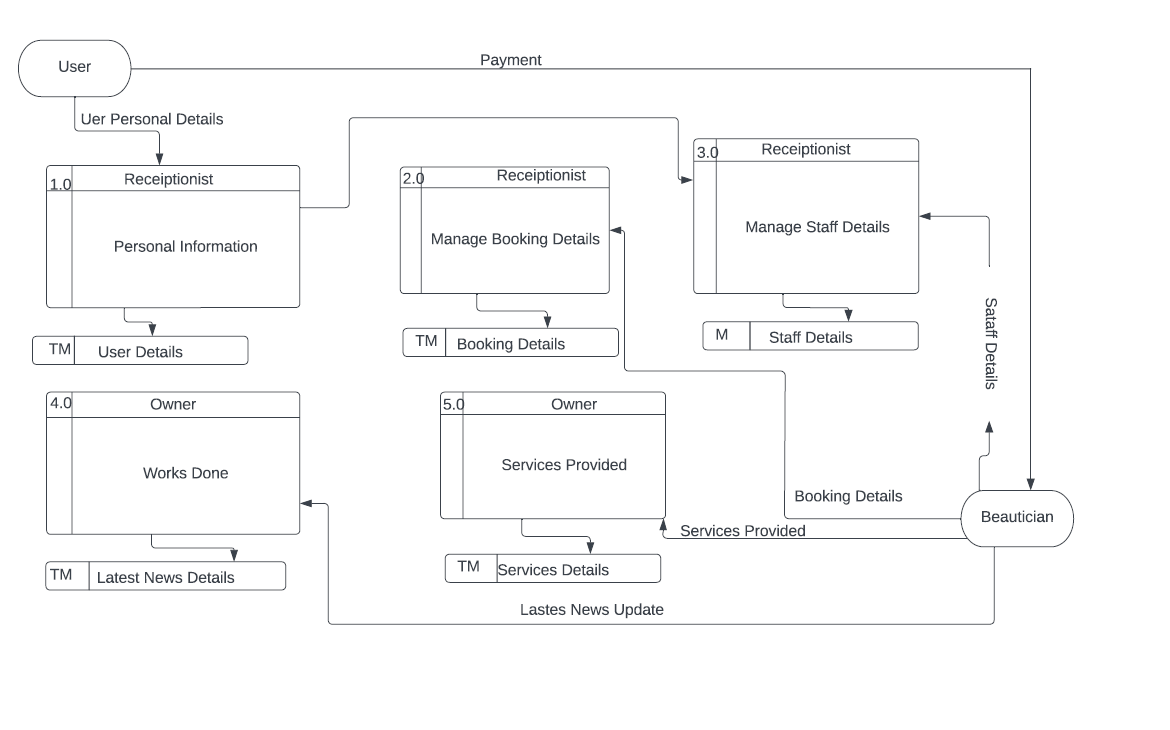 User
Payment
Uer Personal Details
1.0
Receiptionist
Personal Information
TM
User Details
2.0
Receiptionist
Manage Booking Details
TM
Booking Details
3.0
Receiptionist
Manage Staff Details
M
Staff Details
Sataff Details
4.0
Owner
Works Done
TM
Latest News Details
5.0
Owner
Services Provided
TM
Services Details
Booking Details
Services Provided
Beautician
Lastes News Update